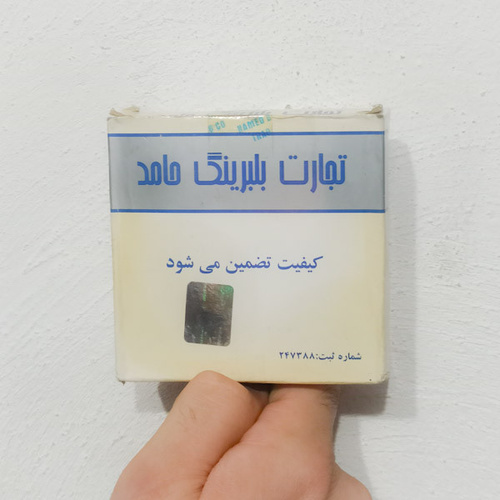 تجارت بلبرینگ حامد
کیفیت تضمین می شود
شماره ثبت:۲۴۷۳۸۸